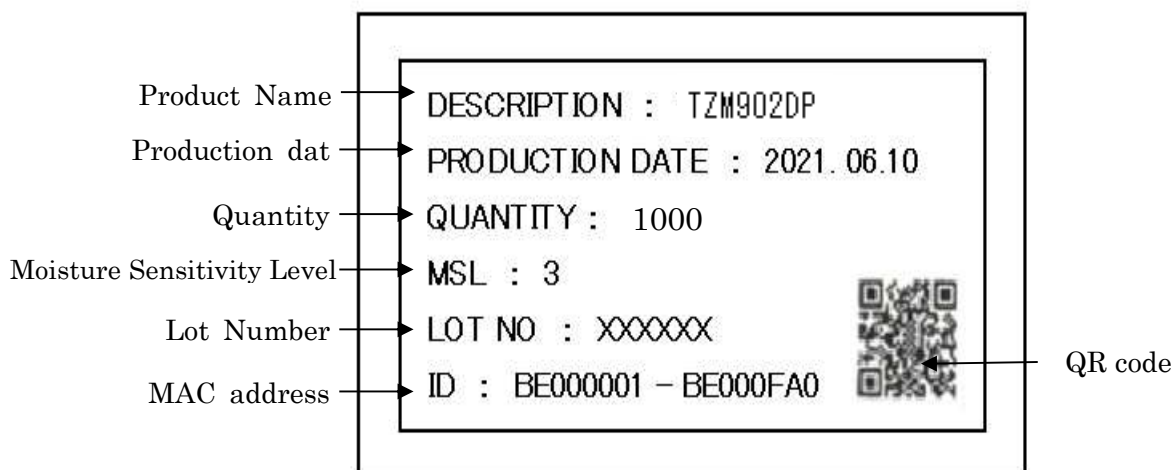 Product Name
DESCRIPTION : TZM902DP
Production dat
PRODUCTION DATE : 2021.06.10
Quantity
QUANTITY : 1000
Moisture Sensitivity Level
MSL : 3
Lot Number
LOT NO : XXXXXX
QR code
MAC address
ID : BE000001 - BE000FA0